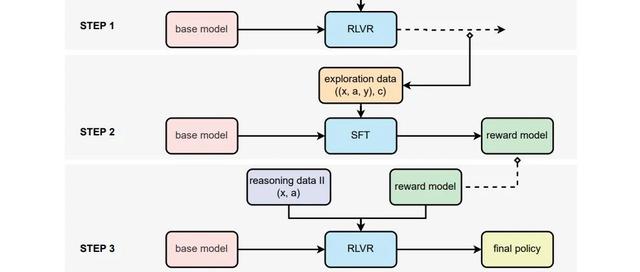 STEP 1
base model
RLVR
exploration data
((x, a, y), c)
STEP 2
base model
SFT
reward model
reasoning data II
(x, a)
reward model
STEP 3
base model
RLVR
final policy